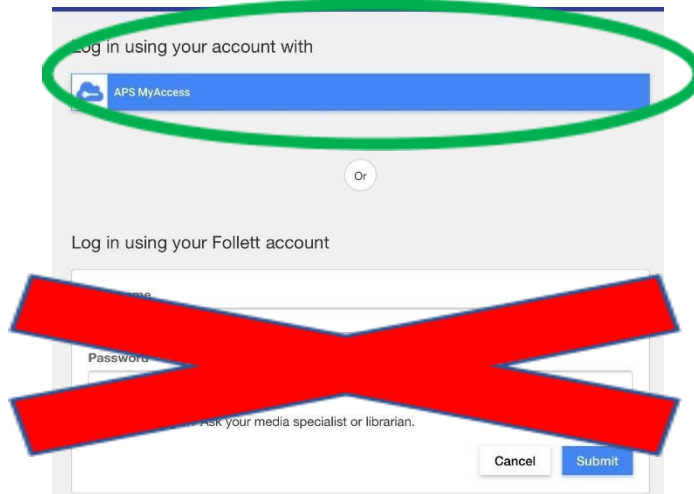 Log in using your account with
APS MyAccess
Or
Log in using your Follett account
Password
Ask your media specialist or librarian.
Cancel
Submit